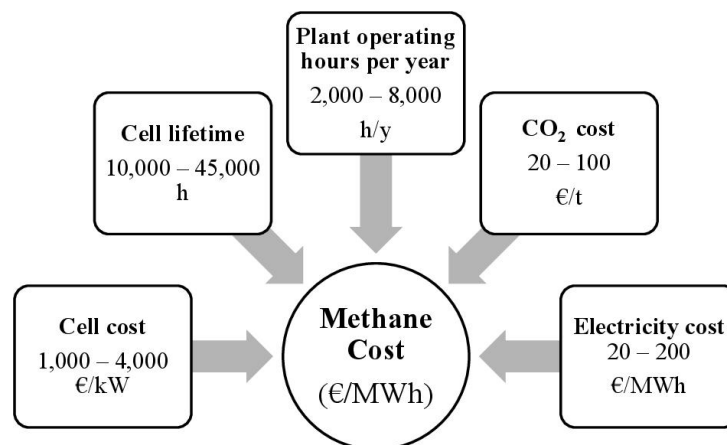 Plant operating
hours per year
2,000 – 8,000
h/y
Cell lifetime
10,000 – 45,000
h
CO₂ cost
20 – 100
€/t
Cell cost
1,000 – 4,000
€/kW
Methane
Cost
(€/MWh)
Electricity cost
20 – 200
€/MWh